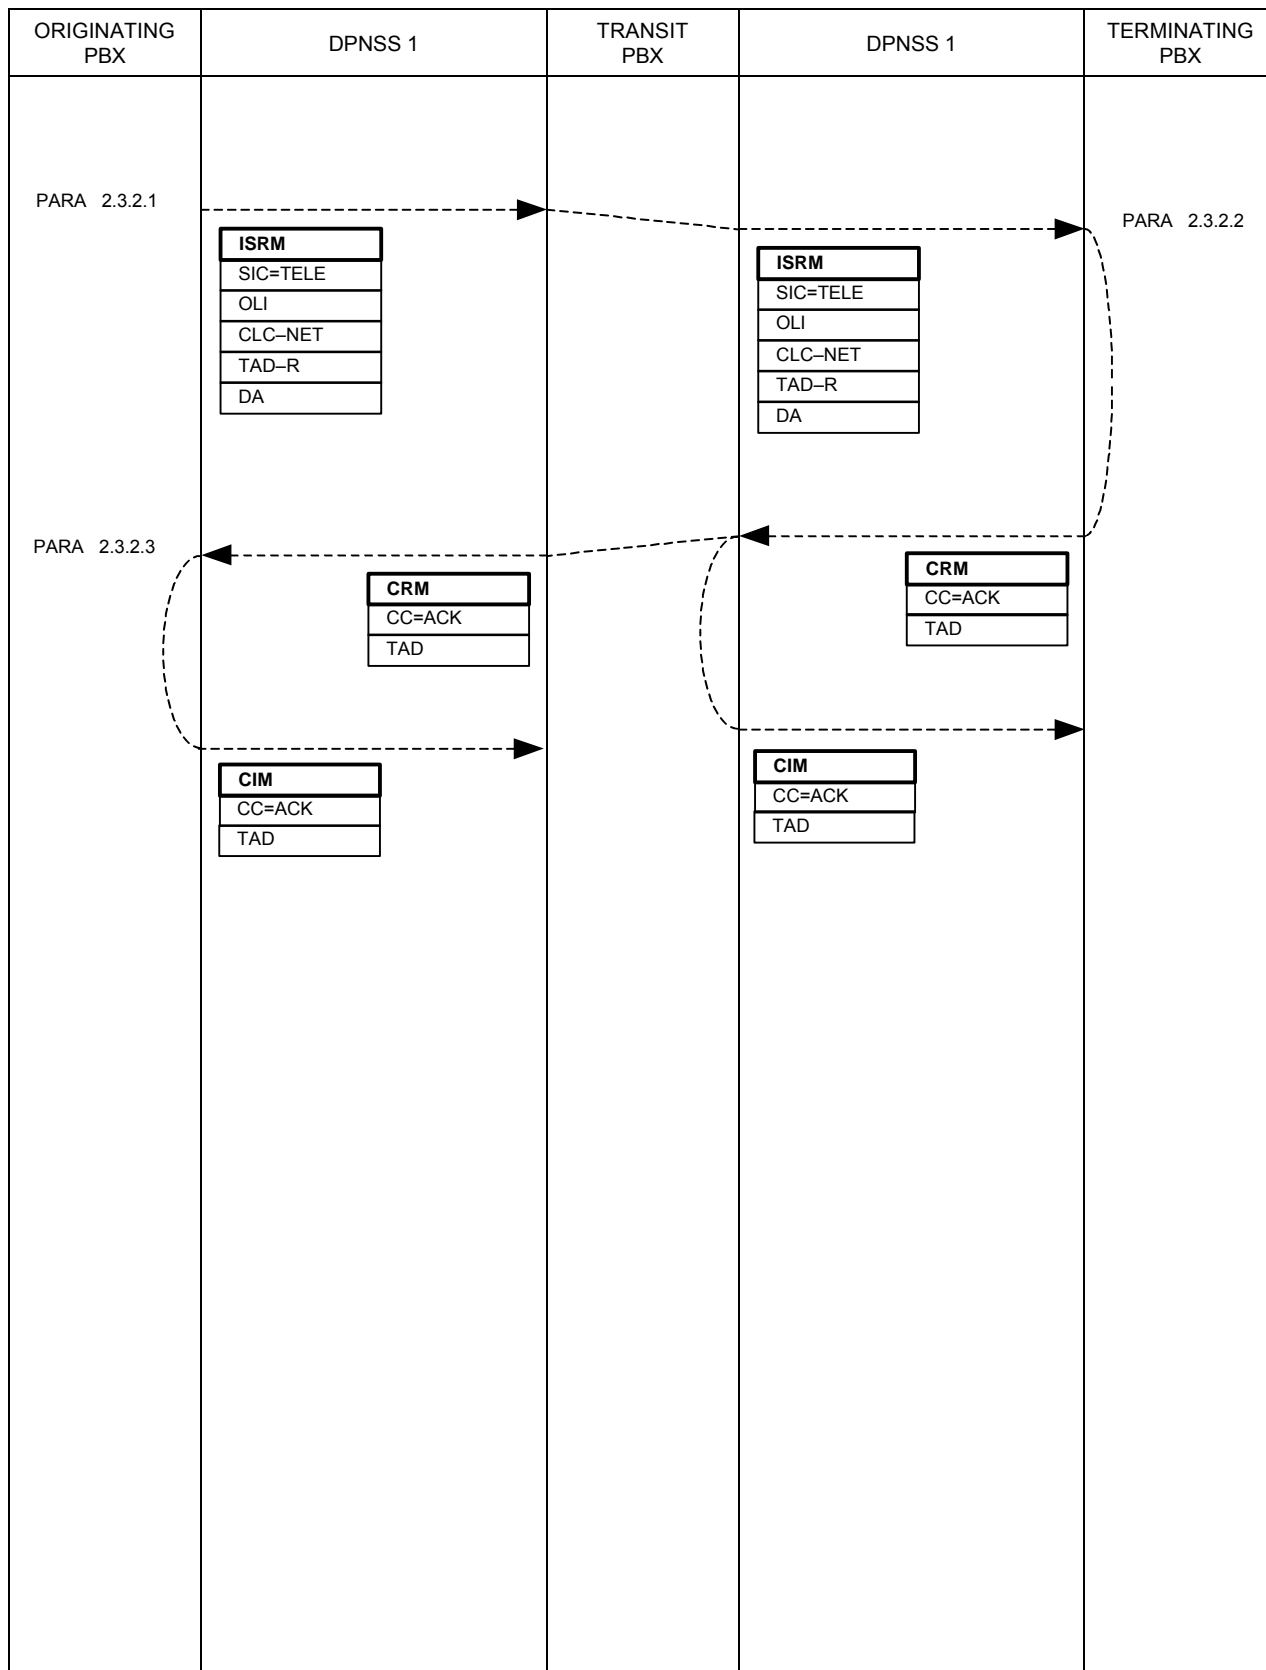 ORIGINATING
PBX
DPNSS 1
TRANSIT
PBX
DPNSS 1
TERMINATING
PBX
PARA 2.3.2.1
PARA 2.3.2.2
ISRM
SIC=TELE
OLI
CLC–NET
TAD–R
DA
ISRM
SIC=TELE
OLI
CLC–NET
TAD–R
DA
PARA 2.3.2.3
CRM
CC=ACK
TAD
CRM
CC=ACK
TAD
CIM
CC=ACK
TAD
CIM
CC=ACK
TAD